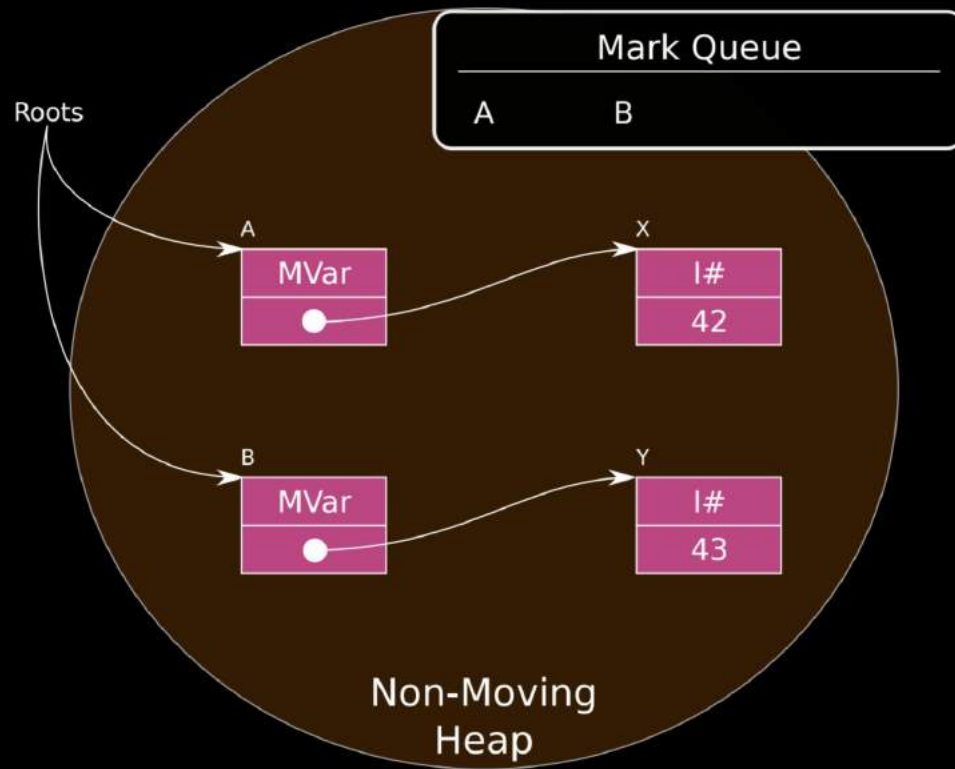 Mark Queue
A B
Roots
A
MVar
X
I#
42
B
MVar
Y
I#
43
Non-Moving
Heap